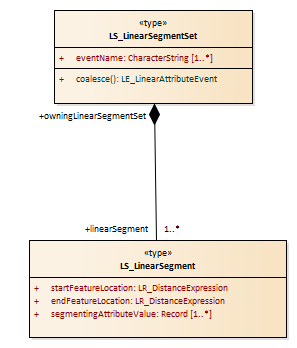 «type»
LS_LinearSegmentSet
+ eventName: CharacterString [1..*]
+ coalesce(): LE_LinearAttributeEvent
+owningLinearSegmentSet
+linearSegment 1..*
«type»
LS_LinearSegment
+ startFeatureLocation: LR_DistanceExpression
+ endFeatureLocation: LR_DistanceExpression
+ segmentingAttributeValue: Record [1..*]